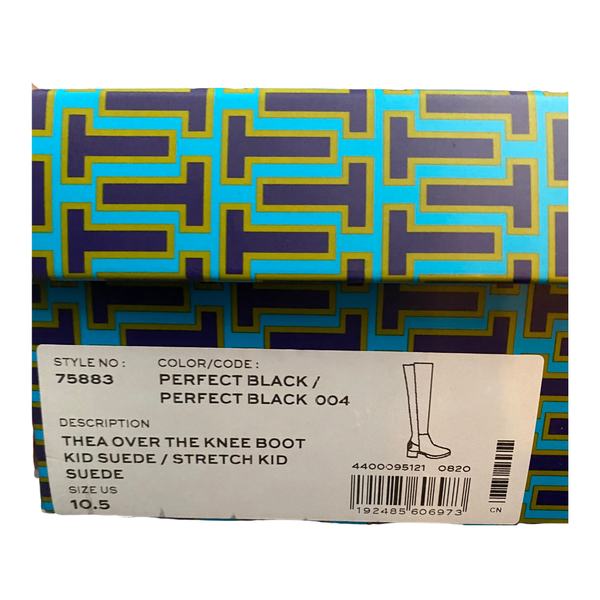 STYLE NO : COLOR/CODE :
75883 PERFECT BLACK /
PERFECT BLACK 004
DESCRIPTION
THEA OVER THE KNEE BOOT
KID SUEDE / STRETCH KID
SUEDE
SIZE US
10.5
4400095121 0820
192485 606973
CN